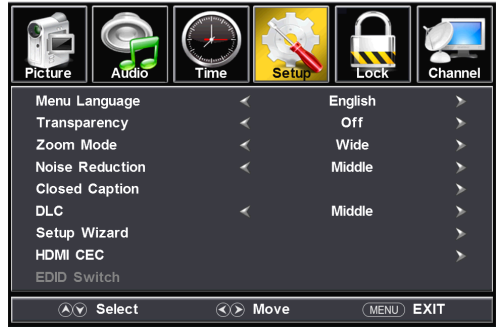 Picture Audio Time Setup Lock Channel
Menu Language English
Transparency Off
Zoom Mode Wide
Noise Reduction Middle
Closed Caption
DLC Middle
Setup Wizard
HDMI CEC
EDID Switch
Select Move MENU EXIT